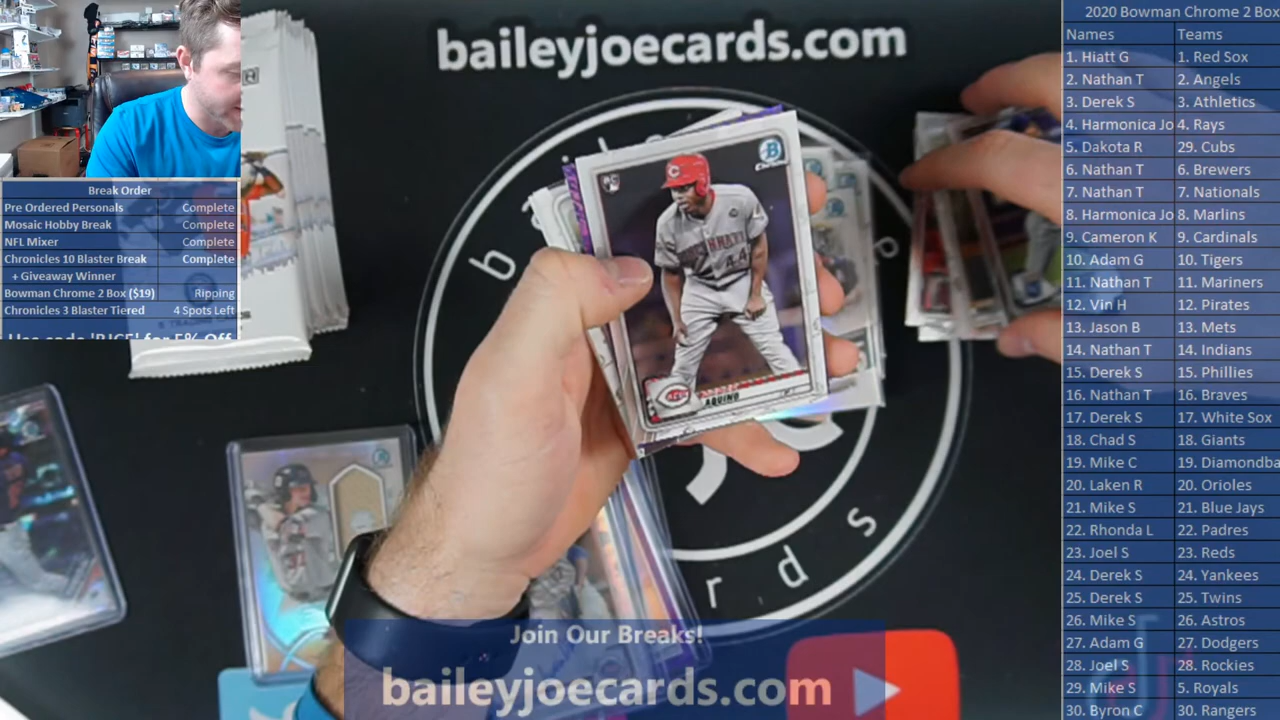 baileyjoecards.com
Break Order
Pre Ordered Personals Complete
Mosaic Hobby Break Complete
NFL Mixer Complete
Chronicles 10 Blaster Break Complete
+ Giveaway Winner
Bowman Chrome 2 Box ($19) Ripping
Chronicles 3 Blaster Tiered 4 Spots Left
B
Chrome
RC
AQUINO
b
r d s
Join Our Breaks!
baileyjoecards.com
2020 Bowman Chrome 2 Box
Names Teams
1. Hiatt G 1. Red Sox
2. Nathan T 2. Angels
3. Derek S 3. Athletics
4. Harmonica Jo 4. Rays
5. Dakota R 29. Cubs
6. Nathan T 6. Brewers
7. Nathan T 7. Nationals
8. Harmonica Jo 8. Marlins
9. Cameron K 9. Cardinals
10. Adam G 10. Tigers
11. Nathan T 11. Mariners
12. Vin H 12. Pirates
13. Jason B 13. Mets
14. Nathan T 14. Indians
15. Derek S 15. Phillies
16. Nathan T 16. Braves
17. Derek S 17. White Sox
18. Chad S 18. Giants
19. Mike C 19. Diamondba
20. Laken R 20. Orioles
21. Mike S 21. Blue Jays
22. Rhonda L 22. Padres
23. Joel S 23. Reds
24. Derek S 24. Yankees
25. Derek S 25. Twins
26. Mike S 26. Astros
27. Adam G 27. Dodgers
28. Joel S 28. Rockies
29. Mike S 5. Royals
30. Byron C 30. Rangers